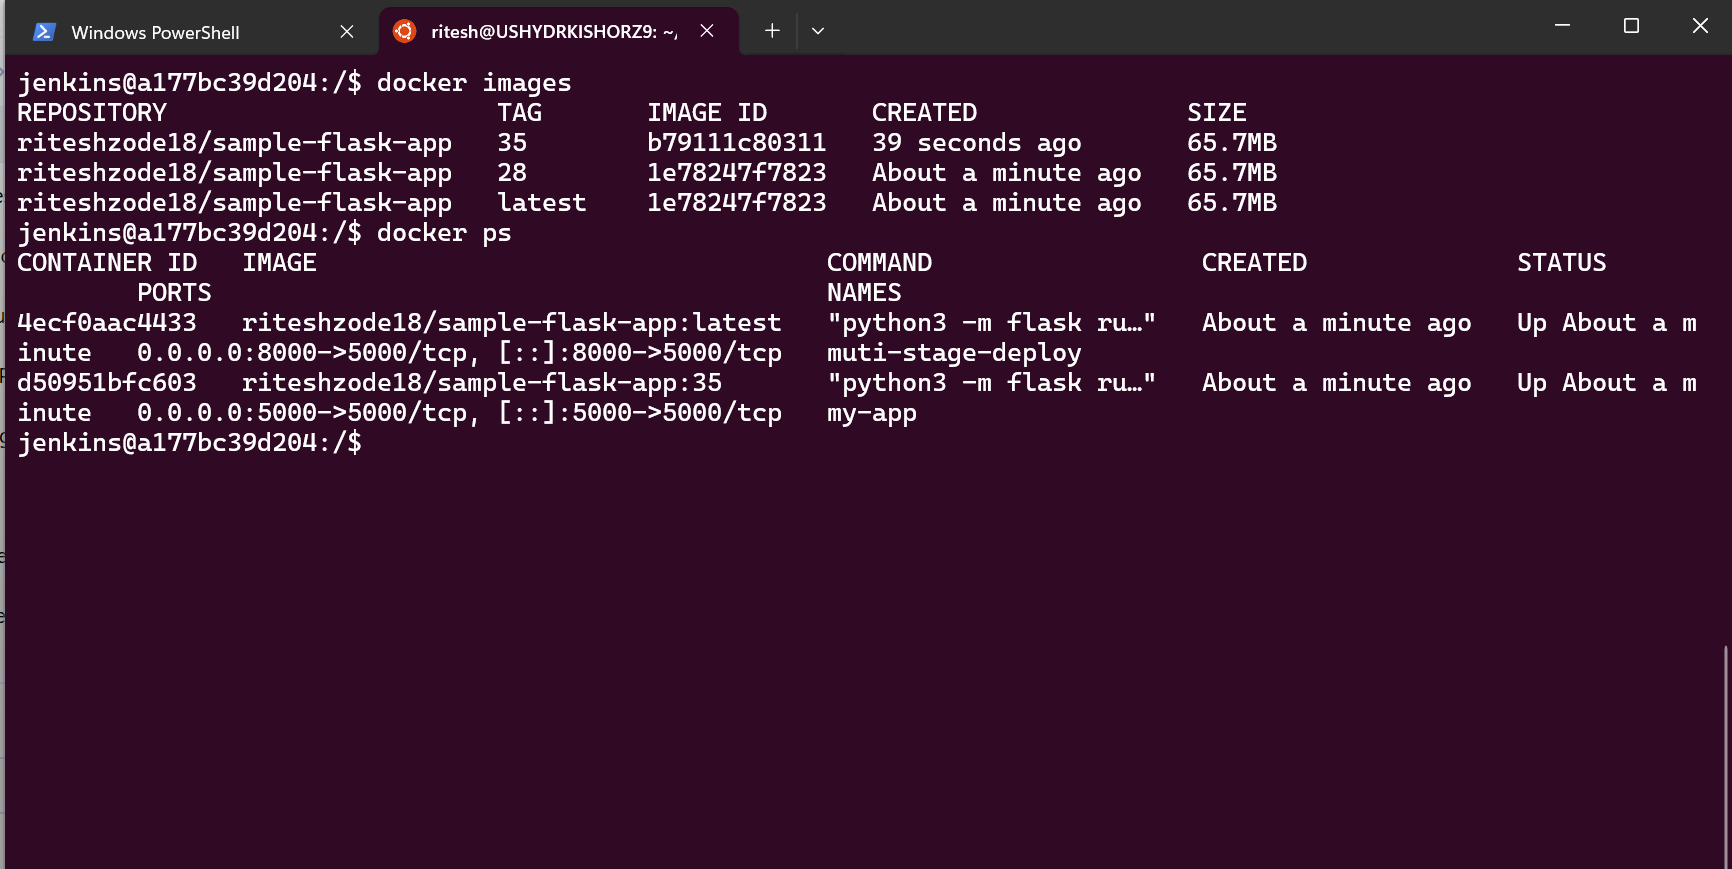 Windows PowerShell
ritesh@USHYDRKISHORZ9: ~/
jenkins@a177bc39d204:/$ docker images
REPOSITORY TAG IMAGE ID CREATED SIZE
riteshzode18/sample-flask-app 35 b79111c80311 39 seconds ago 65.7MB
riteshzode18/sample-flask-app 28 1e78247f7823 About a minute ago 65.7MB
riteshzode18/sample-flask-app latest 1e78247f7823 About a minute ago 65.7MB
jenkins@a177bc39d204:/$ docker ps
CONTAINER ID IMAGE COMMAND CREATED STATUS
PORTS NAMES
4ecf0aac4433 riteshzode18/sample-flask-app:latest "python3 -m flask ru…" About a minute ago Up About a m
inute 0.0.0.0:8000->5000/tcp, [::]:8000->5000/tcp muti-stage-deploy
d50951bfc603 riteshzode18/sample-flask-app:35 "python3 -m flask ru…" About a minute ago Up About a m
inute 0.0.0.0:5000->5000/tcp, [::]:5000->5000/tcp my-app
jenkins@a177bc39d204:/$